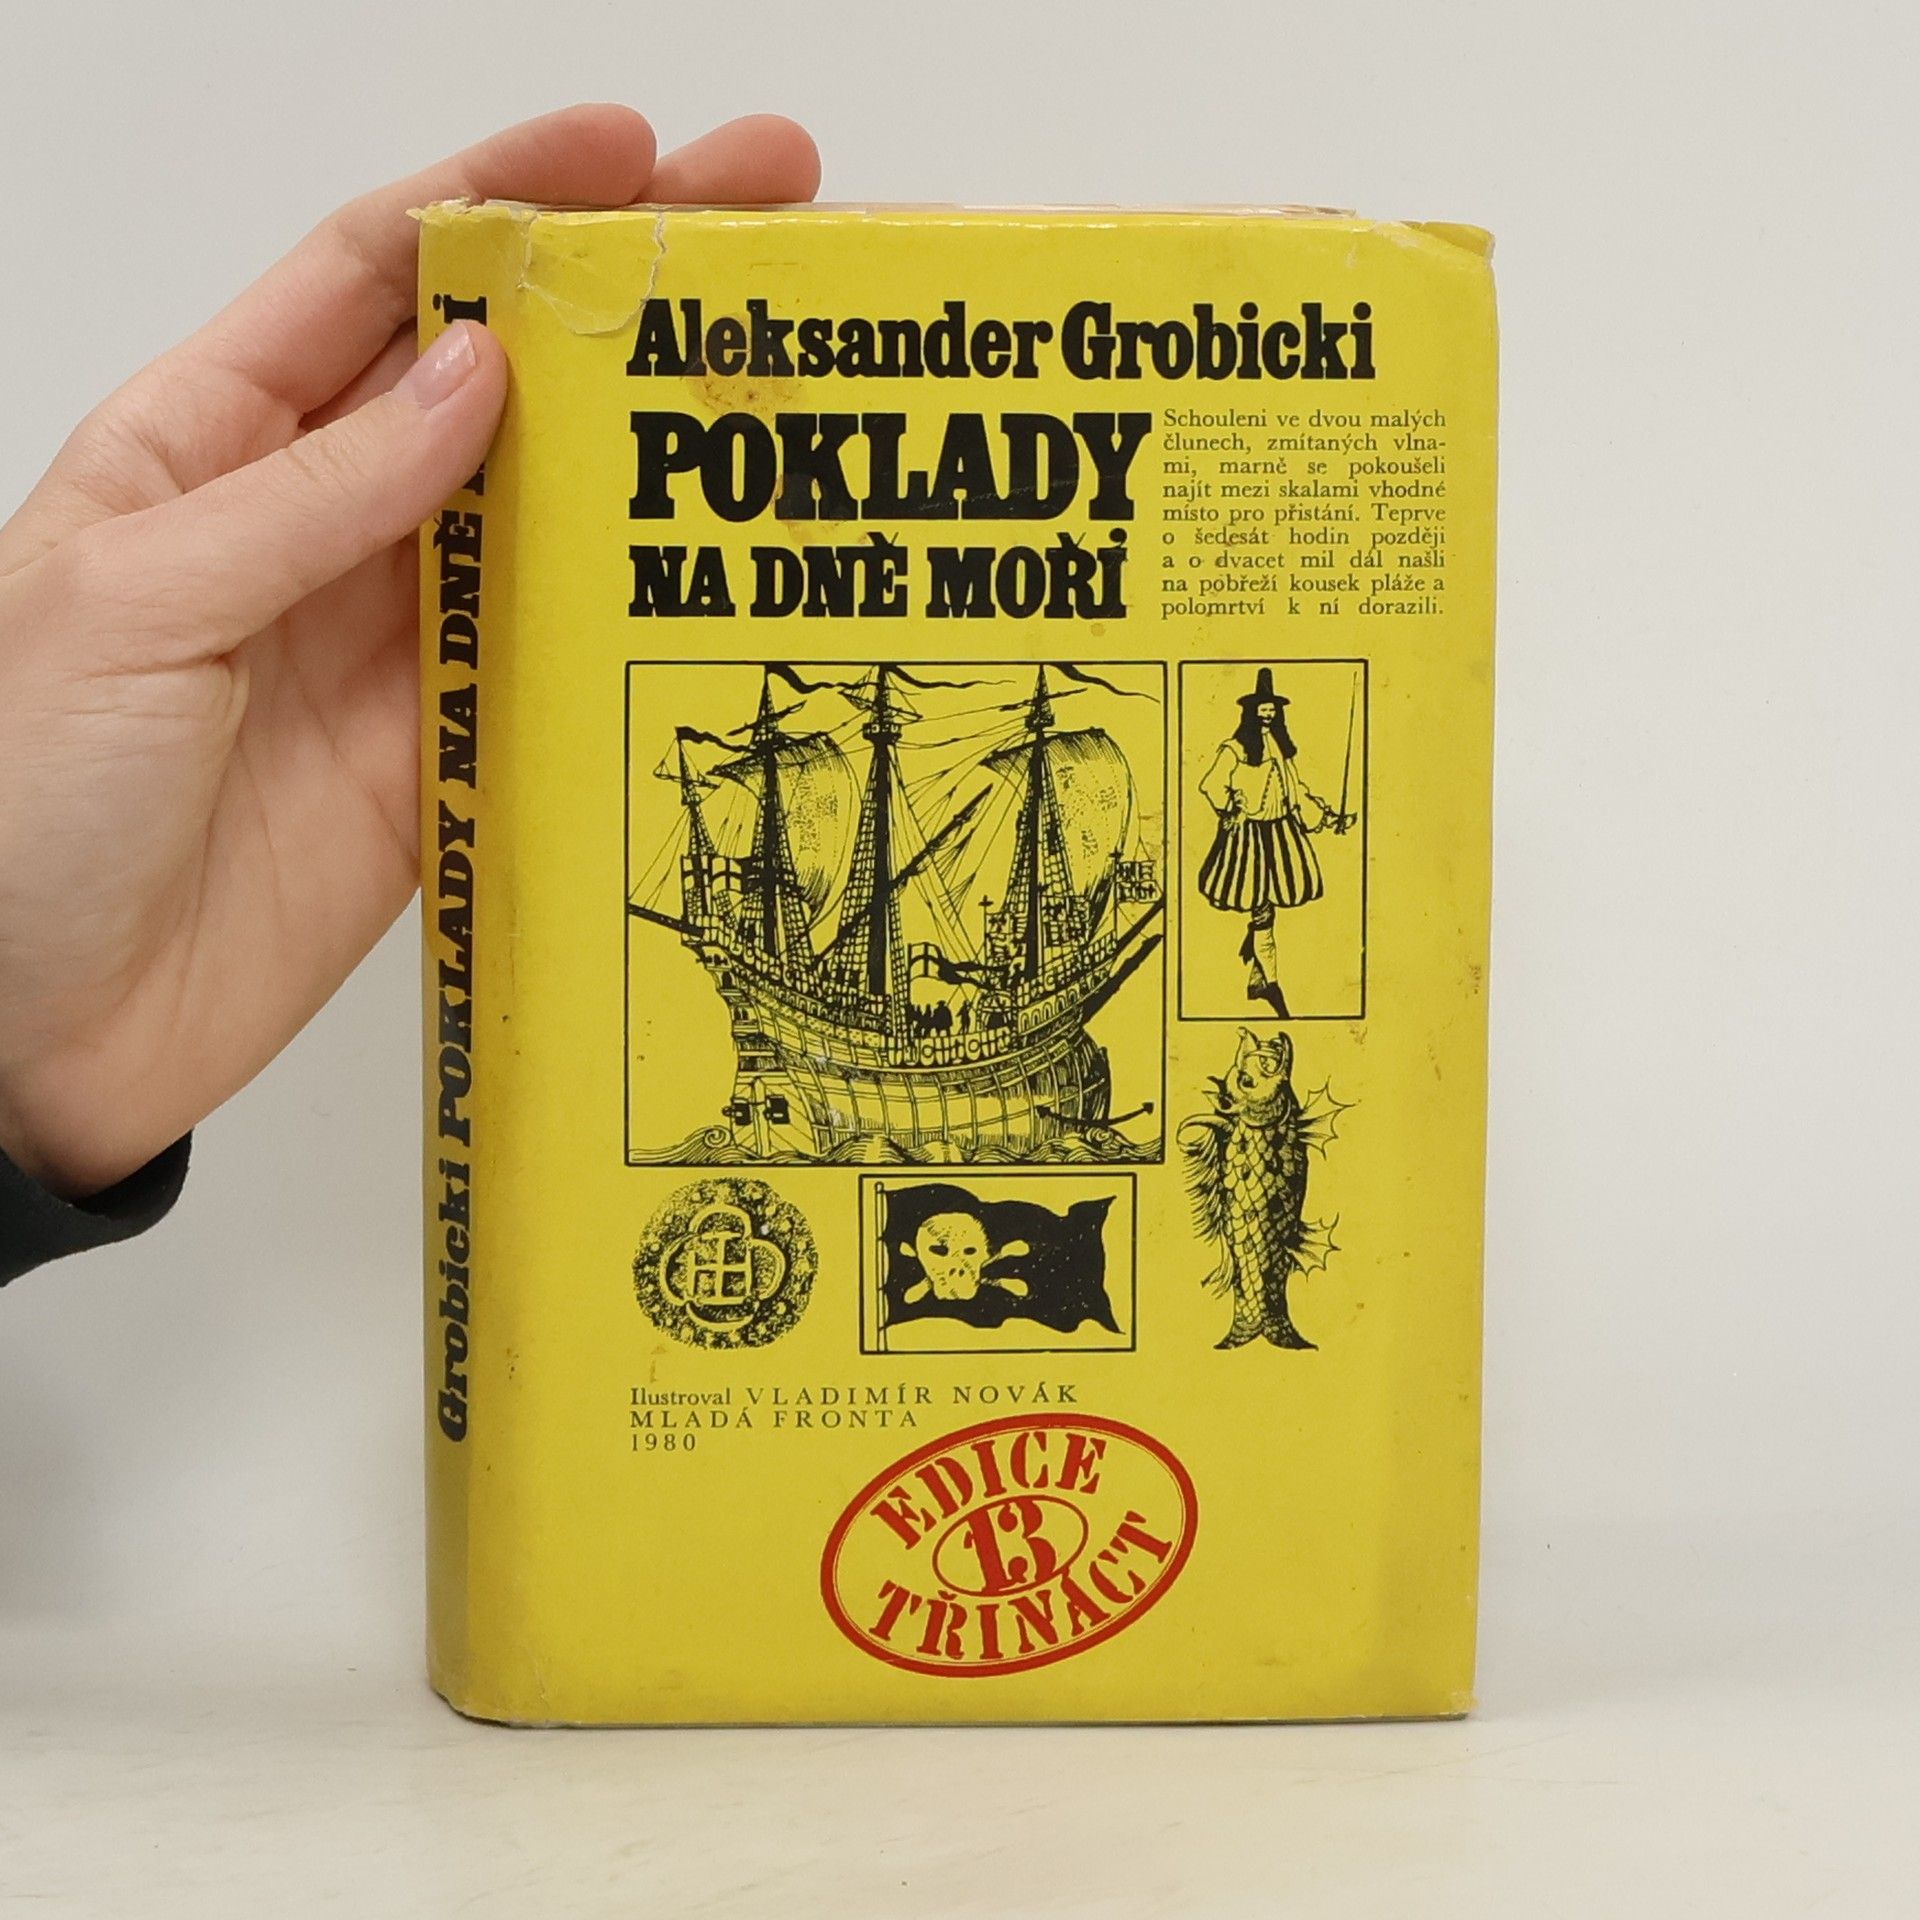 Aleksander Grobicki
POKLADY
NA DNĚ MOŘÍ
Schouleni ve dvou malých
člunech, zmítaných vlna-
mi, marně se pokoušeli
najít mezi skalami vhodné
místo pro přistání. Teprve
o šedesát hodin později
a o dvacet mil dál našli
na pobřeží kousek pláže a
polomrtví k ní dorazili.
Ilustroval VLADIMÍR NOVÁK
MLADÁ FRONTA
1980
EDICE
13
TŘINÁCT
Grobicki POKLADY NA DNĚ